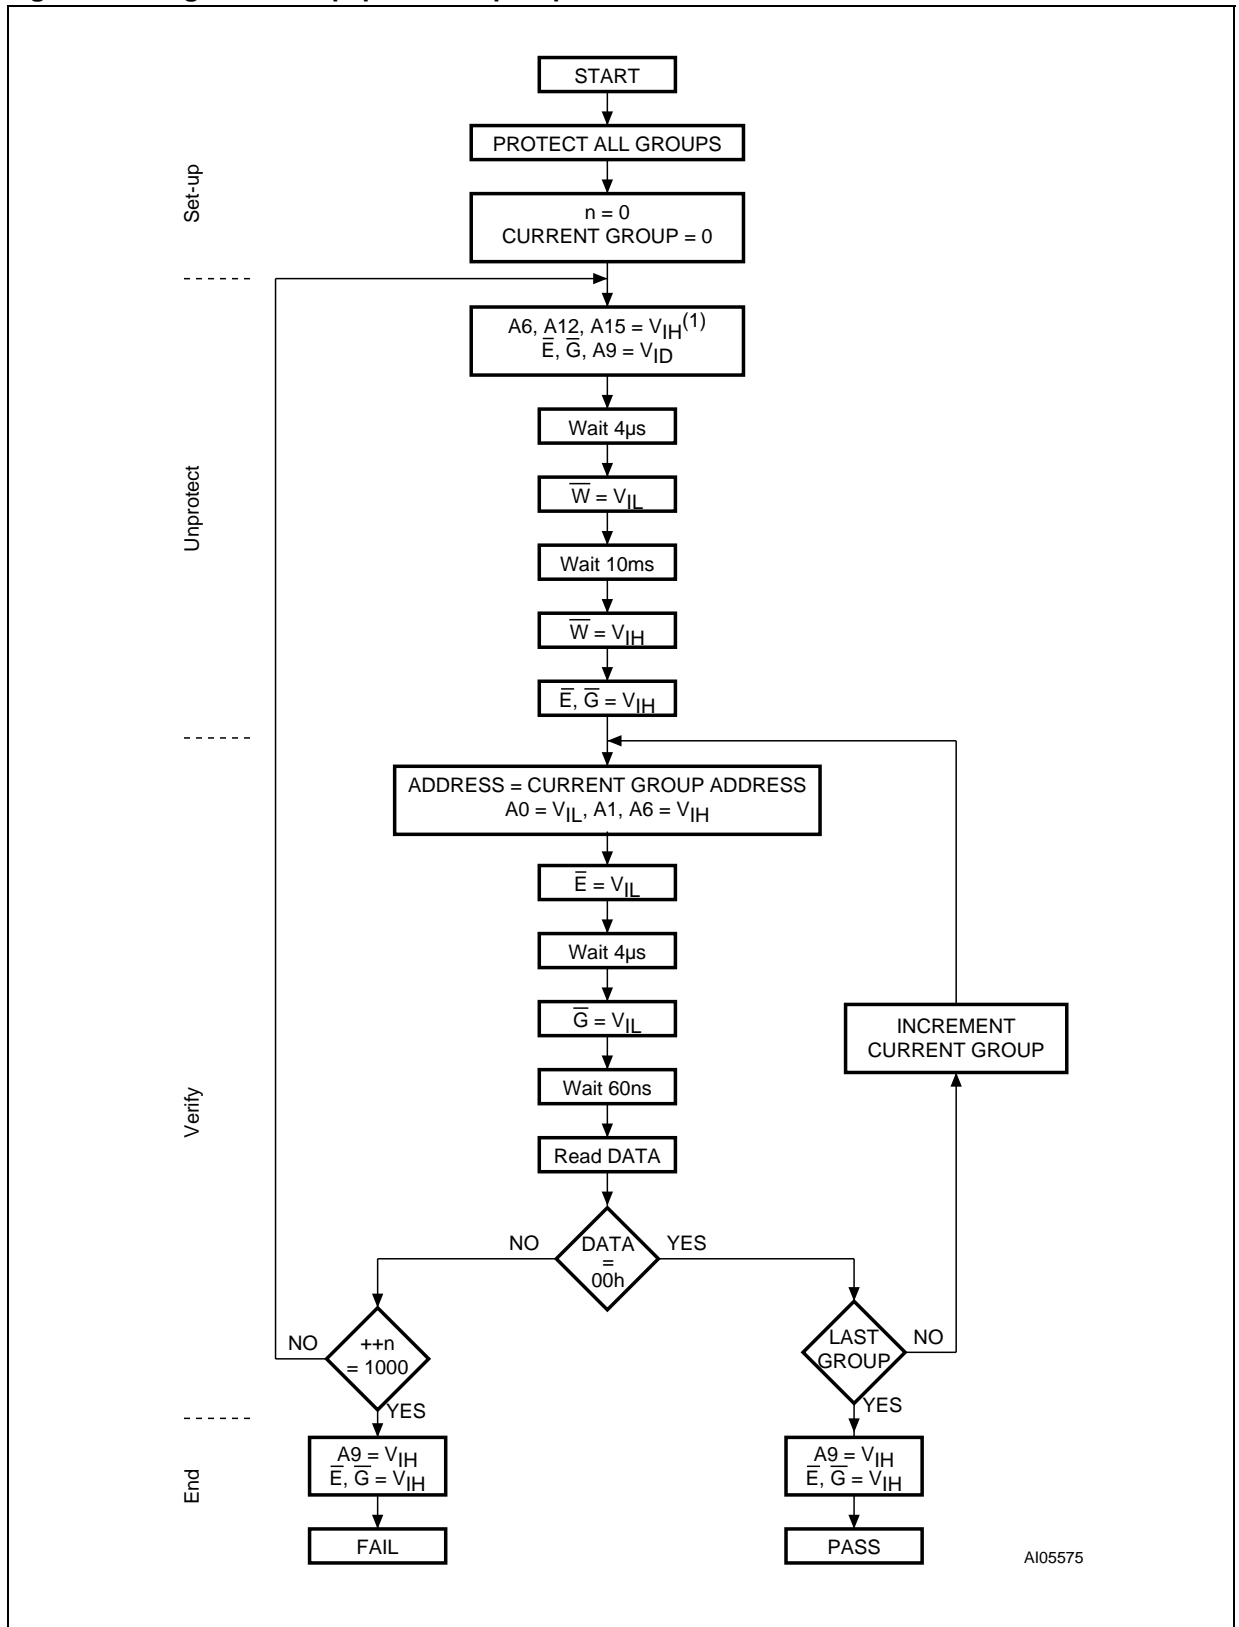 START
PROTECT ALL GROUPS
Set-up
n = 0
CURRENT GROUP = 0
A6, A12, A15 = VIH(1)
E̅, G̅, A9 = VID
Wait 4µs
Unprotect
W̅ = VIL
Wait 10ms
W̅ = VIH
E̅, G̅ = VIH
ADDRESS = CURRENT GROUP ADDRESS
A0 = VIL, A1, A6 = VIH
E̅ = VIL
Wait 4µs
G̅ = VIL
INCREMENT
CURRENT GROUP
Wait 60ns
Verify
Read DATA
NO
DATA
=
00h
YES
NO
++n
= 1000
LAST
GROUP
NO
YES
YES
End
A9 = VIH
E̅, G̅ = VIH
A9 = VIH
E̅, G̅ = VIH
FAIL
PASS
AI05575